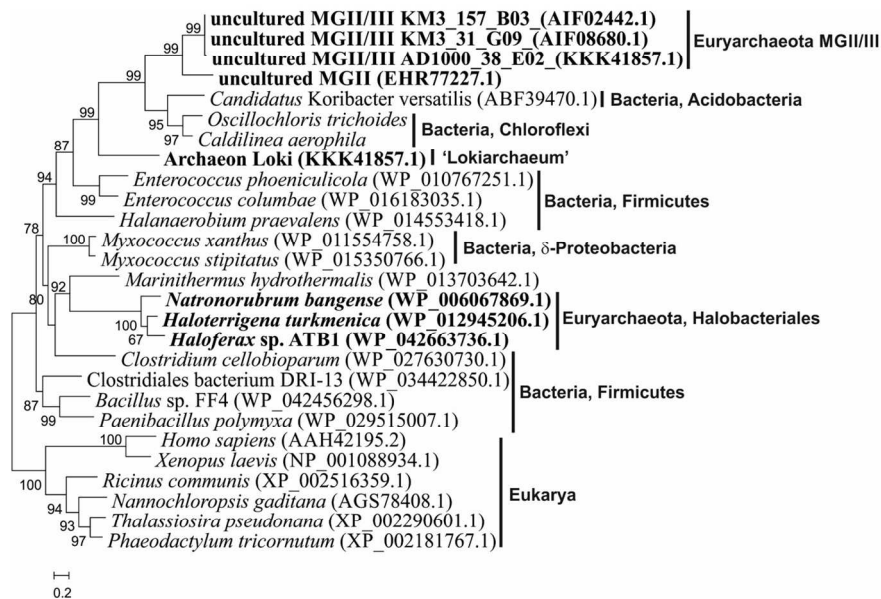 uncultured MGII/III KM3_157_B03_(AIF02442.1)
uncultured MGII/III KM3_31_G09_(AIF08680.1)
Euryarchaeota MGII/III
uncultured MGII/III AD1000_38_E02_(KKK41857.1)
uncultured MGII (EHR77227.1)
Candidatus Koribacter versatilis (ABF39470.1)
Bacteria, Acidobacteria
Oscillochloris trichoides
Bacteria, Chloroflexi
Caldilinea aerophila
Archaeon Loki (KKK41857.1)
‘Lokiarchaeum’
Enterococcus phoeniculicola (WP_010767251.1)
Enterococcus columbae (WP_016183035.1)
Bacteria, Firmicutes
Halanaerobium praevalens (WP_014553418.1)
Myxococcus xanthus (WP_011554758.1)
Bacteria, δ-Proteobacteria
Myxococcus stipitatus (WP_015350766.1)
Marinithermus hydrothermalis (WP_013703642.1)
Natronorubrum bangense (WP_006067869.1)
Haloterrigena turkmenica (WP_012945206.1)
Euryarchaeota, Halobacteriales
Haloferax sp. ATB1 (WP_042663736.1)
Clostridium cellobioparum (WP_027630730.1)
Clostridiales bacterium DRI-13 (WP_034422850.1)
Bacteria, Firmicutes
Bacillus sp. FF4 (WP_042456298.1)
Paenibacillus polymyxa (WP_029515007.1)
Homo sapiens (AAH42195.2)
Xenopus laevis (NP_001088934.1)
Ricinus communis (XP_002516359.1)
Eukarya
Nannochloropsis gaditana (AGS78408.1)
Thalassiosira pseudonana (XP_002290601.1)
Phaeodactylum tricornutum (XP_002181767.1)
99
99
99
99
95
97
87
94
99
78
100
80
92
100
67
87
99
100
100
94
93
97
0.2